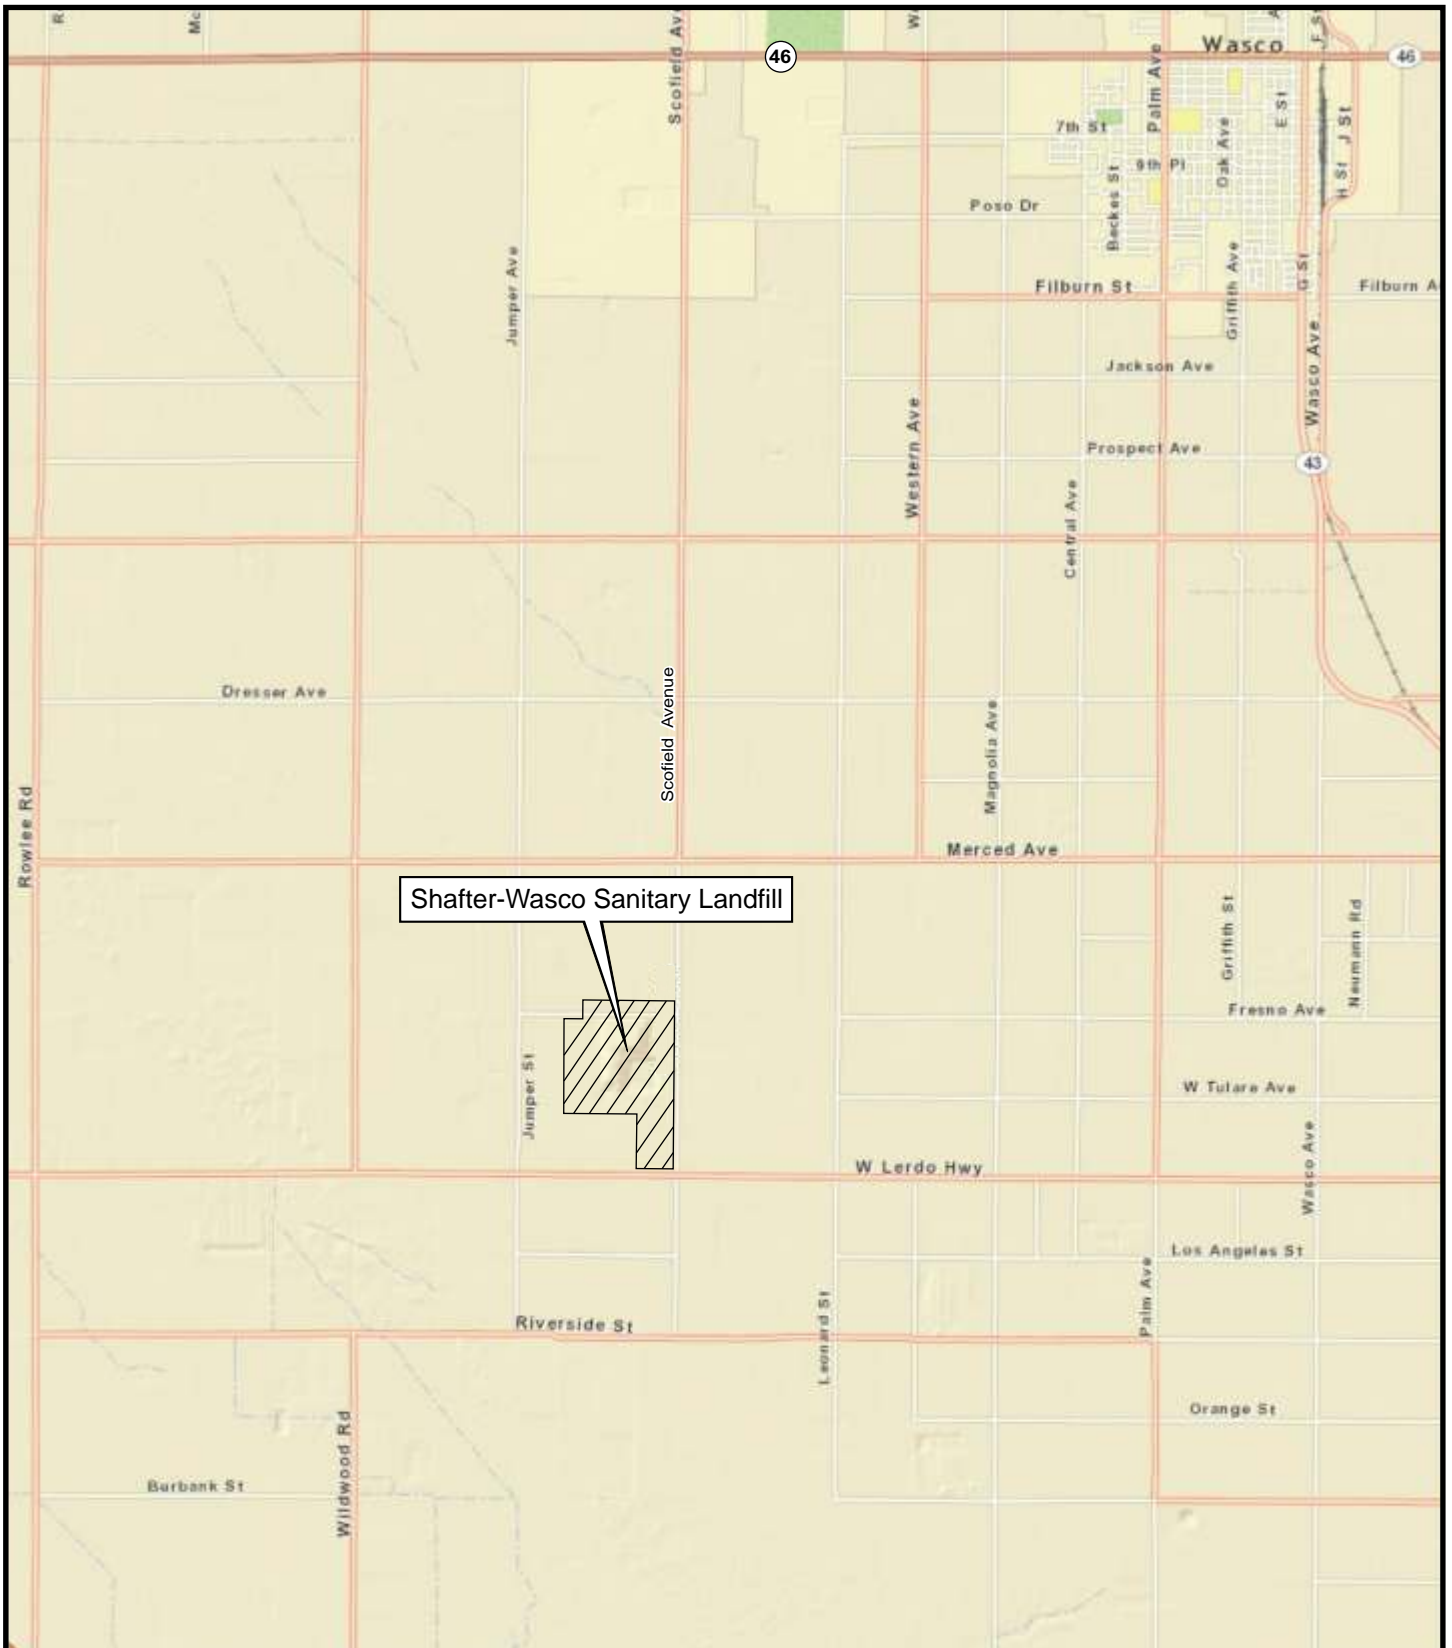 R
Mc
Scofield Av
46
W
Wasco
F St
46
Palm Ave
7th St
E St
J St
Oak Ave
9th Pl
H St
Beckes St
Poso Dr
Jumper Ave
Griffith Ave
G St
Filburn St
Filburn A
Wasco Ave
Jackson Ave
Western Ave
Prospect Ave
43
Central Ave
Dresser Ave
Scofield Avenue
Magnolia Ave
Rowlee Rd
Merced Ave
Shafter-Wasco Sanitary Landfill
Griffith St
Neumann Rd
Fresno Ave
Jumper St
W Tulare Ave
Wasco Ave
W Lerdo Hwy
Los Angeles St
Palm Ave
Leonard St
Riverside St
Orange St
Wildwood Rd
Burbank St